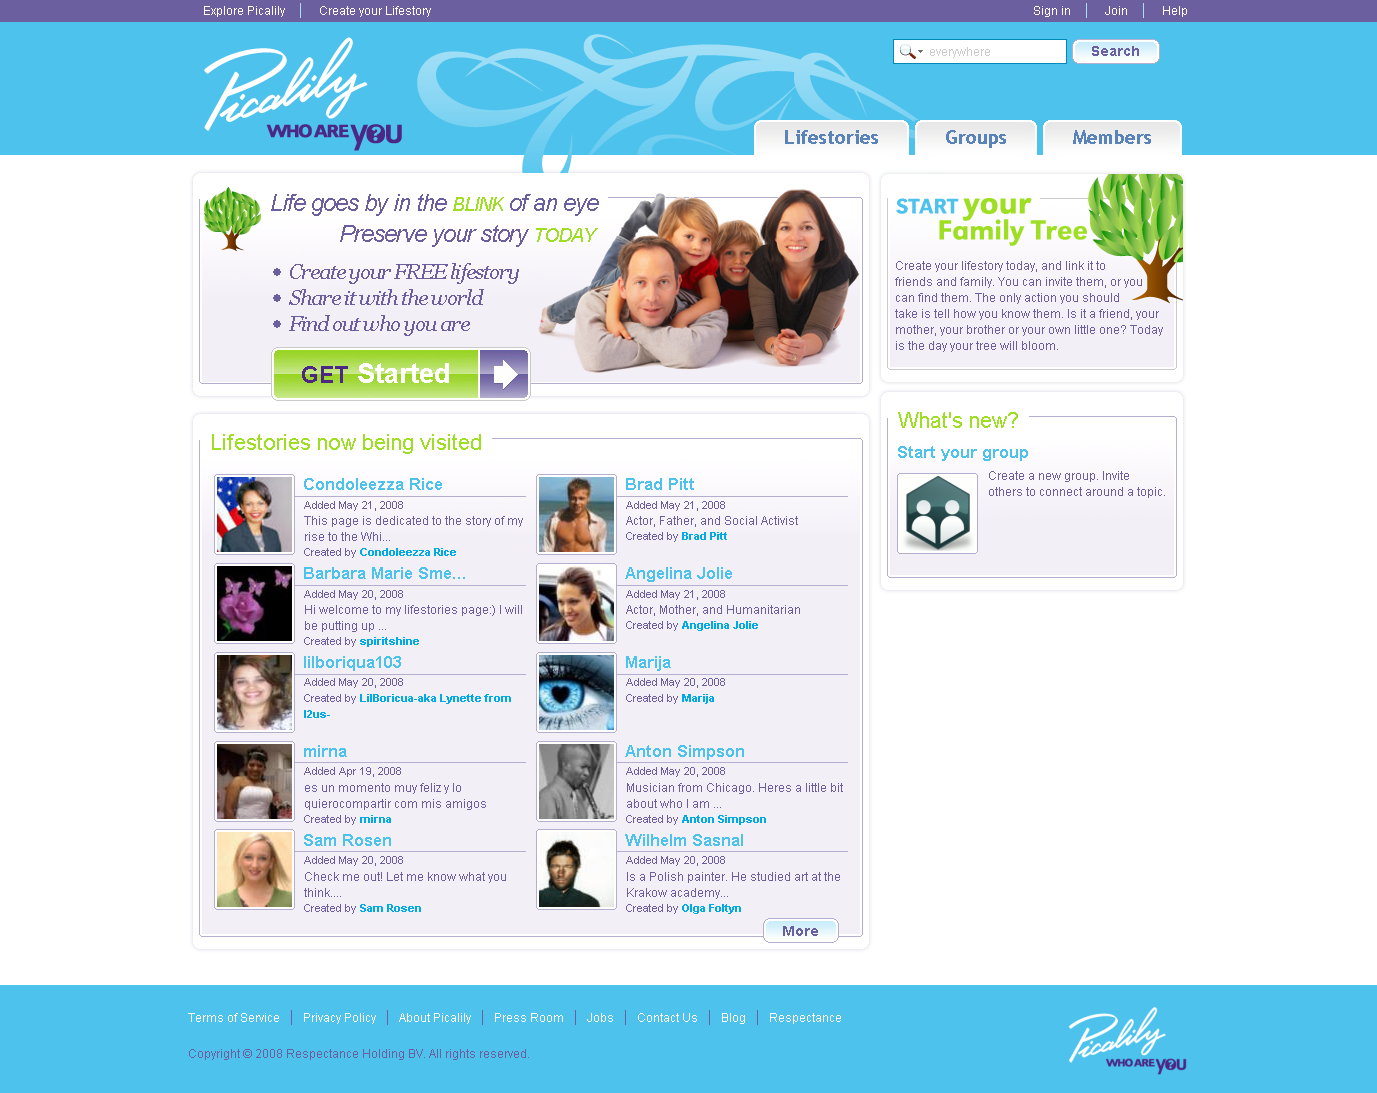 Explore Picalily
Create your Lifestory
Sign in
Join
Help
Picalily
WHO ARE YOU?
everywhere
Search
Lifestories
Groups
Members
Life goes by in the BLINK of an eye
Preserve your story TODAY
• Create your FREE lifestory
• Share it with the world
• Find out who you are
GET Started
START your
Family Tree
Create your lifestory today, and link it to
friends and family. You can invite them, or you
can find them. The only action you should
take is tell how you know them. Is it a friend, your
mother, your brother or your own little one? Today
is the day your tree will bloom.
What's new?
Start your group
Create a new group. Invite
others to connect around a topic.
Lifestories now being visited
Condoleezza Rice
Added May 21, 2008
This page is dedicated to the story of my
rise to the Whi...
Created by Condoleezza Rice
Brad Pitt
Added May 21, 2008
Actor, Father, and Social Activist
Created by Brad Pitt
Barbara Marie Sme...
Added May 20, 2008
Hi welcome to my lifestories page:) I will
be putting up ...
Created by spiritshine
Angelina Jolie
Added May 21, 2008
Actor, Mother, and Humanitarian
Created by Angelina Jolie
lilboriqua103
Added May 20, 2008
Created by LilBoricua-aka Lynette from
l2us-
Marija
Added May 20, 2008
Created by Marija
mirna
Added Apr 19, 2008
es un momento muy feliz y lo
quierocompartir com mis amigos
Created by mirna
Anton Simpson
Added May 20, 2008
Musician from Chicago. Heres a little bit
about who I am ...
Created by Anton Simpson
Sam Rosen
Added May 20, 2008
Check me out! Let me know what you
think....
Created by Sam Rosen
Wilhelm Sasnal
Added May 20, 2008
Is a Polish painter. He studied art at the
Krakow academy...
Created by Olga Foltyn
More
Terms of Service
Privacy Policy
About Picalily
Press Room
Jobs
Contact Us
Blog
Respectance
Copyright © 2008 Respectance Holding BV. All rights reserved.
Picalily
WHO ARE YOU?